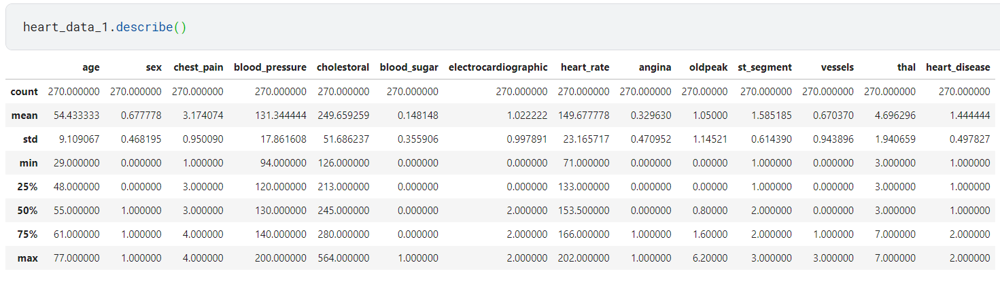 heart_data_1.describe()
age sex chest_pain blood_pressure cholestoral blood_sugar electrocardiographic heart_rate angina oldpeak st_segment vessels thal heart_disease
count 270.000000 270.000000 270.000000 270.000000 270.000000 270.000000 270.000000 270.000000 270.000000 270.00000 270.000000 270.000000 270.000000 270.000000
mean 54.433333 0.677778 3.174074 131.344444 249.659259 0.148148 1.022222 149.677778 0.329630 1.05000 1.585185 0.670370 4.696296 1.444444
std 9.109067 0.468195 0.950090 17.861608 51.686237 0.355906 0.997891 23.165717 0.470952 1.14521 0.614390 0.943896 1.940659 0.497827
min 29.000000 0.000000 1.000000 94.000000 126.000000 0.000000 0.000000 71.000000 0.000000 0.00000 1.000000 0.000000 3.000000 1.000000
25% 48.000000 0.000000 3.000000 120.000000 213.000000 0.000000 0.000000 133.000000 0.000000 0.00000 1.000000 0.000000 3.000000 1.000000
50% 55.000000 1.000000 3.000000 130.000000 245.000000 0.000000 2.000000 153.500000 0.000000 0.80000 2.000000 0.000000 3.000000 1.000000
75% 61.000000 1.000000 4.000000 140.000000 280.000000 0.000000 2.000000 166.000000 1.000000 1.60000 2.000000 1.000000 7.000000 2.000000
max 77.000000 1.000000 4.000000 200.000000 564.000000 1.000000 2.000000 202.000000 1.000000 6.20000 3.000000 3.000000 7.000000 2.000000